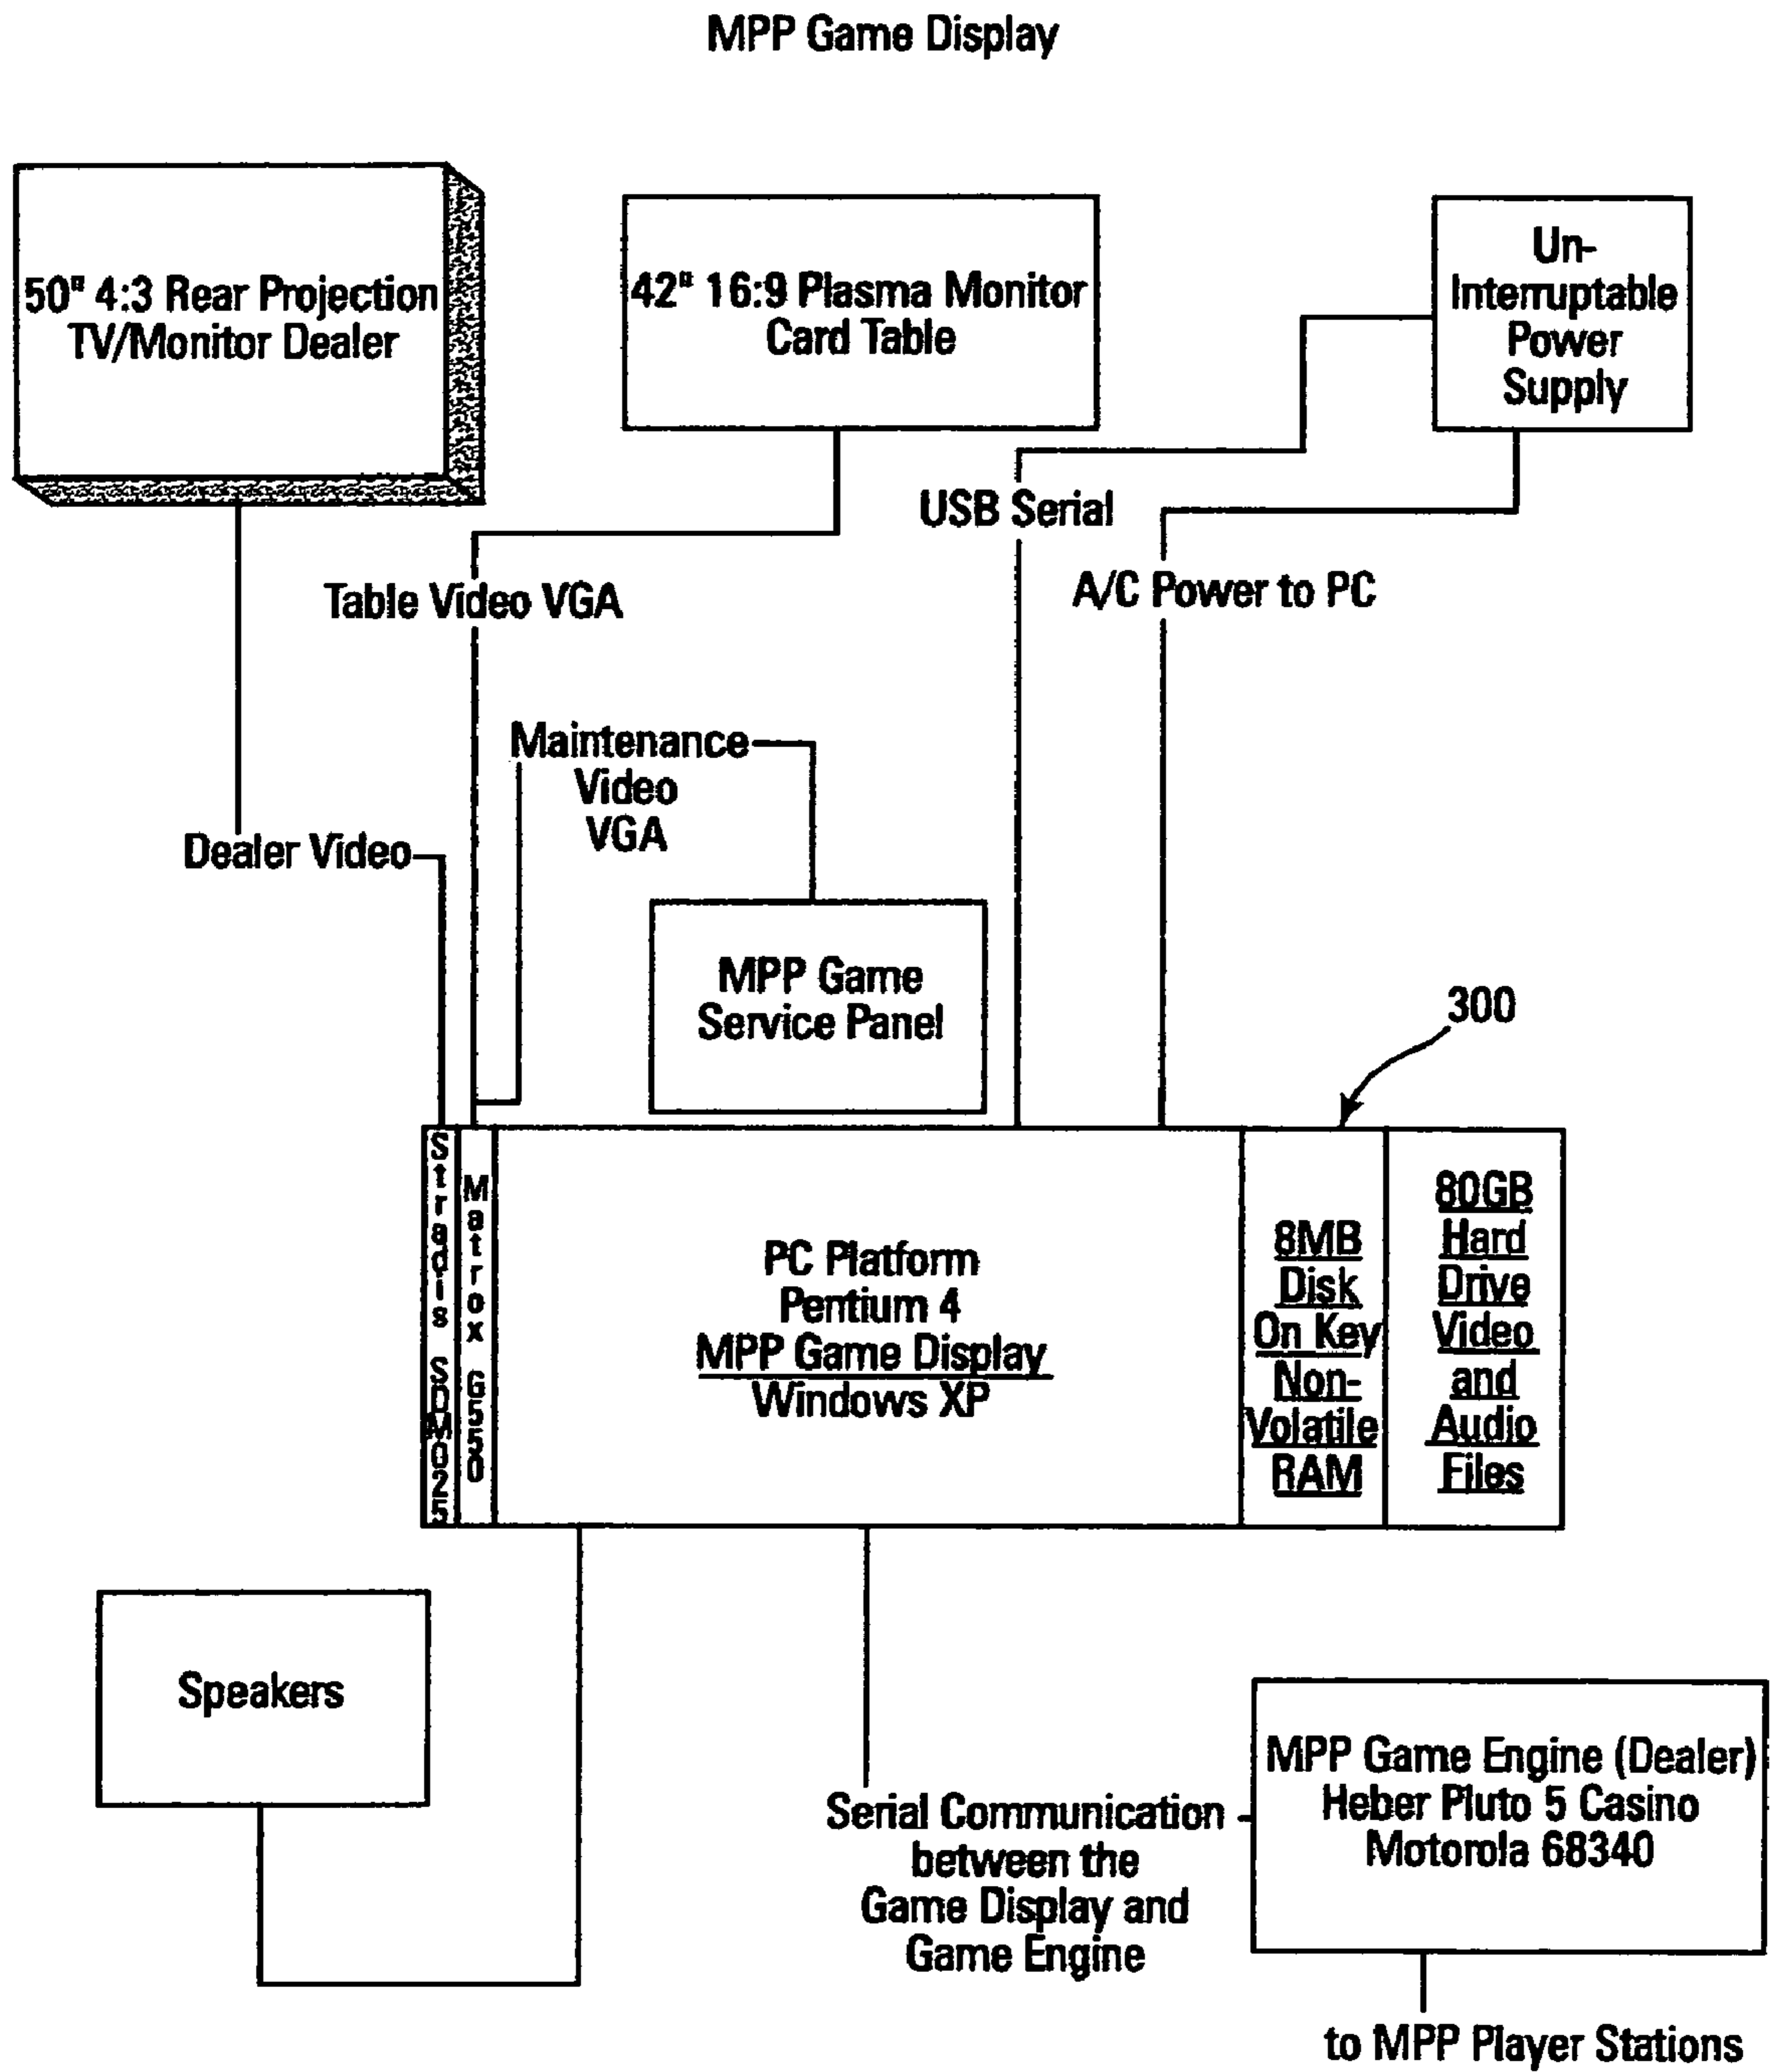 MPP Game Display
50" 4:3 Rear Projection
TV/Monitor Dealer
42" 16:9 Plasma Monitor
Card Table
Un-
Interruptable
Power
Supply
USB Serial
Table Video VGA
A/C Power to PC
Maintenance
Video
VGA
Dealer Video
MPP Game
Service Panel
300
Stradis SDM025
Matrox G550
PC Platform
Pentium 4
MPP Game Display
Windows XP
8MB
Disk
On Key
Non-
Volatile
RAM
80GB
Hard
Drive
Video
and
Audio
Files
Speakers
MPP Game Engine (Dealer)
Heber Pluto 5 Casino
Motorola 68340
Serial Communication
between the
Game Display and
Game Engine
to MPP Player Stations